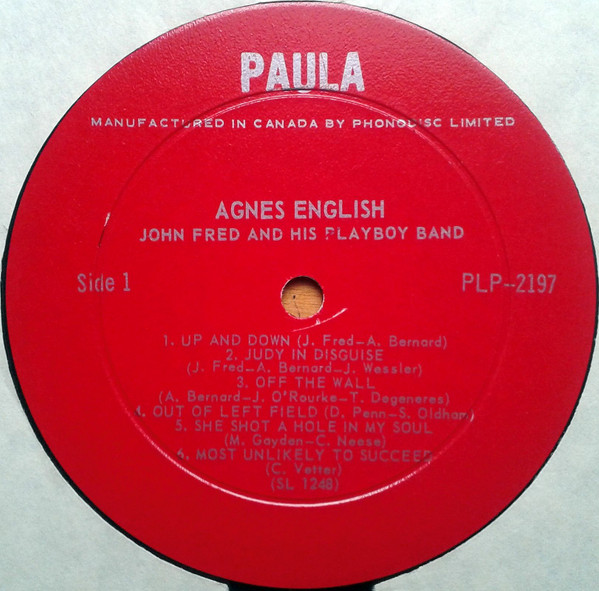 PAULA
MANUFACTURED IN CANADA BY PHONODISC LIMITED
AGNES ENGLISH
JOHN FRED AND HIS PLAYBOY BAND
Side 1
PLP-2197
1. UP AND DOWN (J. Fred-A. Bernard)
2. JUDY IN DISGUISE
(J. Fred-A. Bernard-J. Wessler)
3. OFF THE WALL
(A. Bernard-J. O'Rourke-T. Degeneres)
4. OUT OF LEFT FIELD (D. Penn-S. Oldham)
5. SHE SHOT A HOLE IN MY SOUL
(M. Gayden-C. Neese)
6. MOST UNLIKELY TO SUCCEED
(C. Vetter)
(SL 1248)